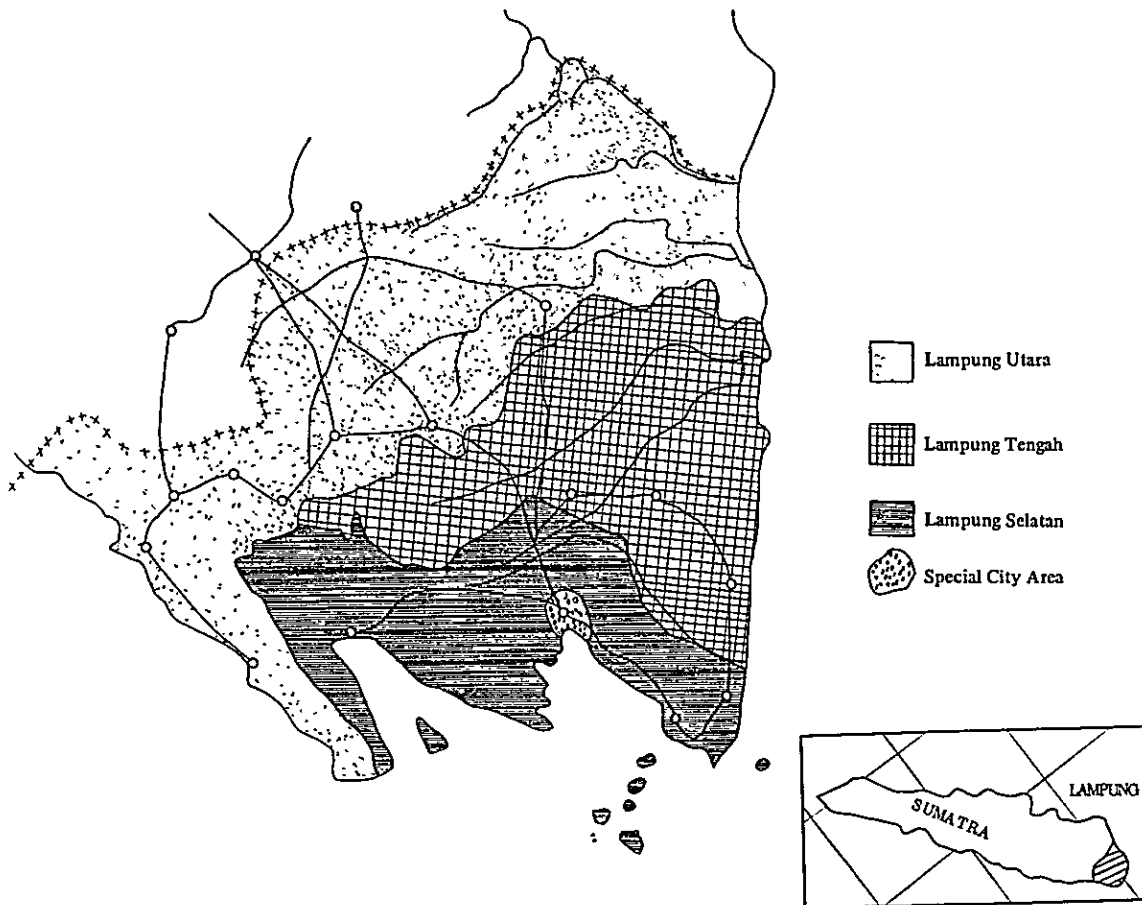 Lampung Utara
Lampung Tengah
Lampung Selatan
Special City Area
LAMPUNG
SUMATRA